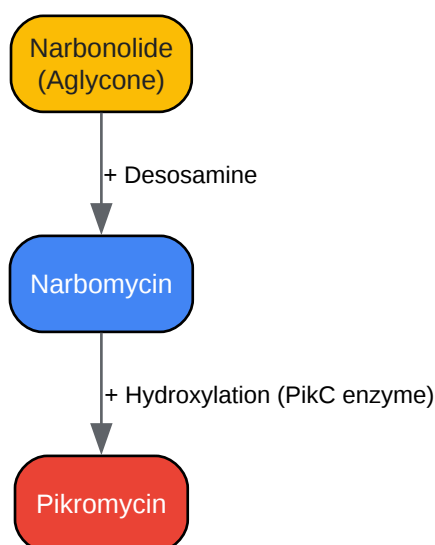 Narbonolide
(Aglycone)
+ Desosamine
Narbomycin
+ Hydroxylation (PikC enzyme)
Pikromycin